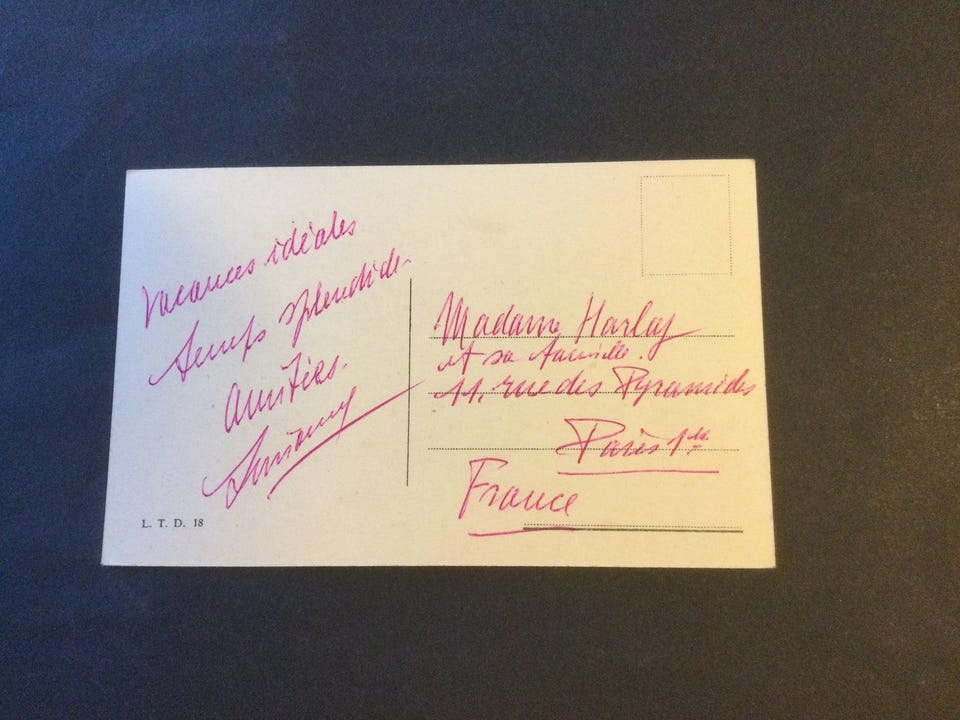 Vacances idéales
temps splendide.
Amitiés.
Madame Harlay
et sa famille.
11, rue des Pyramides
Paris 1er
France
L. T. D. 18